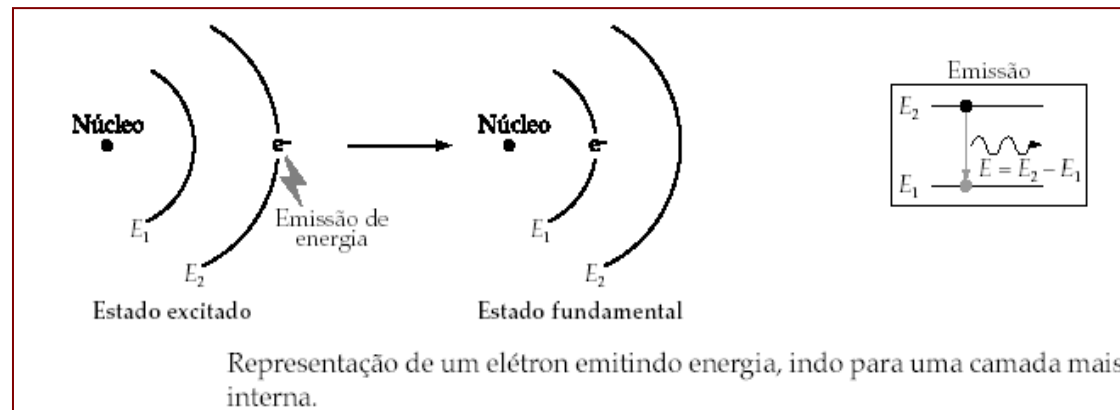 Núcleo
e-
E1
Emissão de
energia
E2
Estado excitado
Núcleo
e-
E1
E2
Estado fundamental
Emissão
E2
E = E2 – E1
E1
Representação de um elétron emitindo energia, indo para uma camada mais
interna.